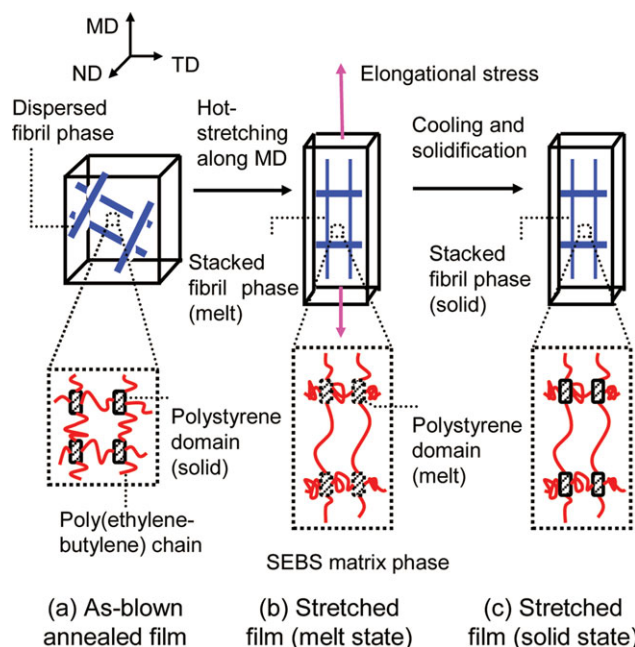 MD
ND
TD
Elongational stress
Dispersed
fibril phase
Hot-
stretching
along MD
Cooling and
solidification
Stacked
fibril phase
(melt)
Stacked
fibril phase
(solid)
Polystyrene
domain
(solid)
Poly(ethylene-
butylene) chain
Polystyrene
domain
(melt)
SEBS matrix phase
(a) As-blown
annealed film
(b) Stretched
film (melt state)
(c) Stretched
film (solid state)